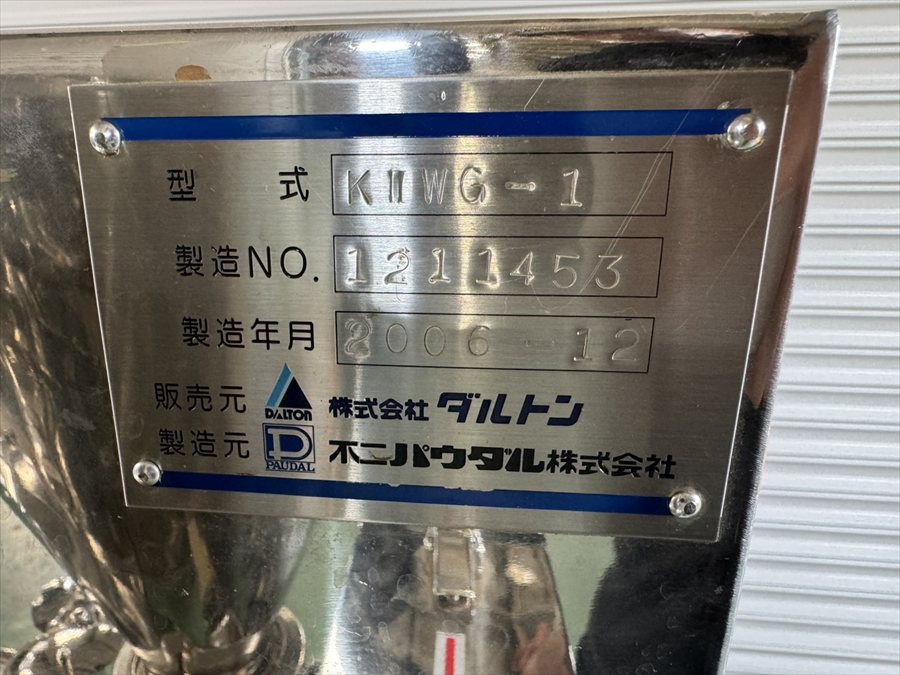 型 式 KⅡWG-1
製造NO. 1211453
製造年月 2006-12
販売元 DALTON 株式会社 ダルトン
製造元 PAUDAL 不二パウダル株式会社